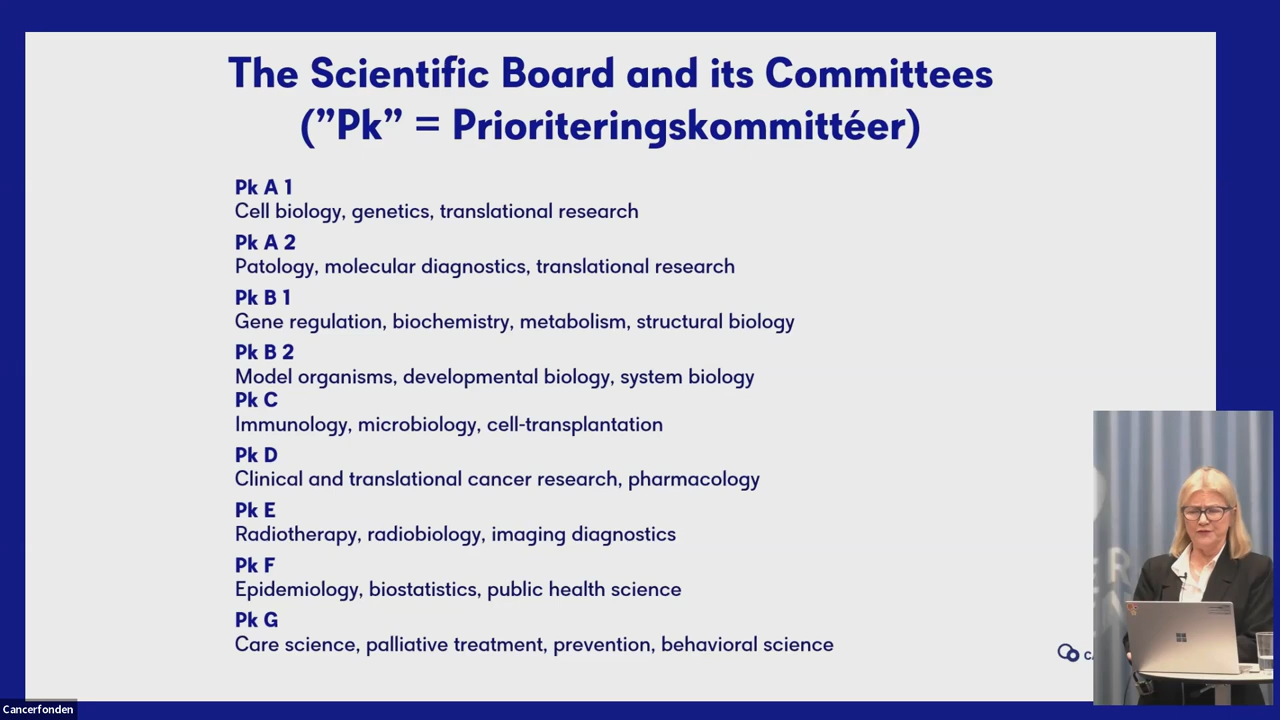 The Scientific Board and its Committees
(”Pk” = Prioriteringskommittéer)
Pk A 1
Cell biology, genetics, translational research
Pk A 2
Patology, molecular diagnostics, translational research
Pk B 1
Gene regulation, biochemistry, metabolism, structural biology
Pk B 2
Model organisms, developmental biology, system biology
Pk C
Immunology, microbiology, cell-transplantation
Pk D
Clinical and translational cancer research, pharmacology
Pk E
Radiotherapy, radiobiology, imaging diagnostics
Pk F
Epidemiology, biostatistics, public health science
Pk G
Care science, palliative treatment, prevention, behavioral science
Cancerfonden